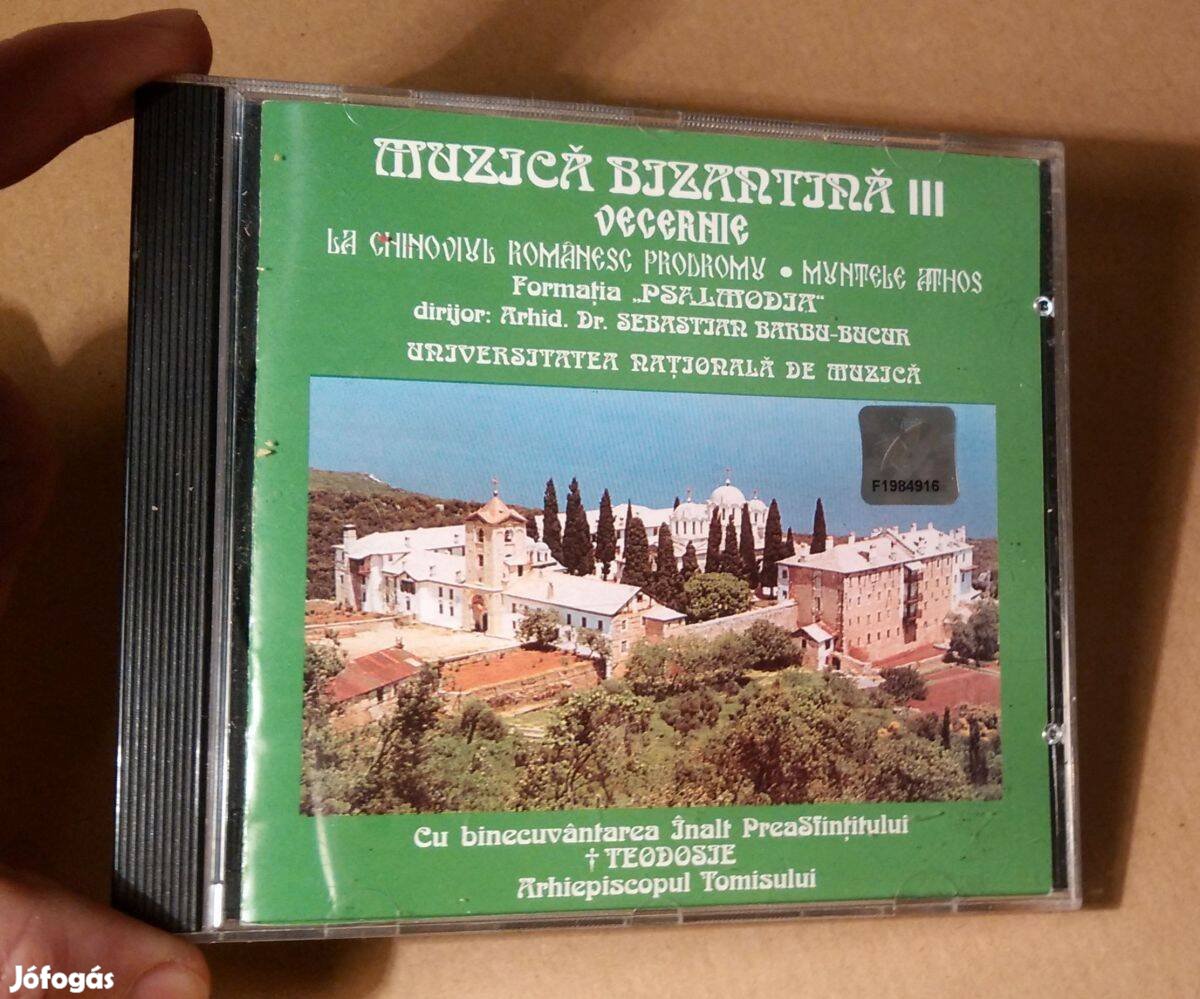 MUZICĂ BIZANTINĂ III
VECERNIE
LA CHINOVIUL ROMÂNESC PRODROMU • MUNTELE ATHOS
Formația „PSALMODIA“
dirijor: Arhid. Dr. SEBASTIAN BARBU-BUCUR
UNIVERSITATEA NAȚIONALĂ DE MUZICĂ
F1984916
Cu binecuvântarea Înalt PreaSfințitului
† TEODOSIE
Arhiepiscopul Tomisului
Jófogás